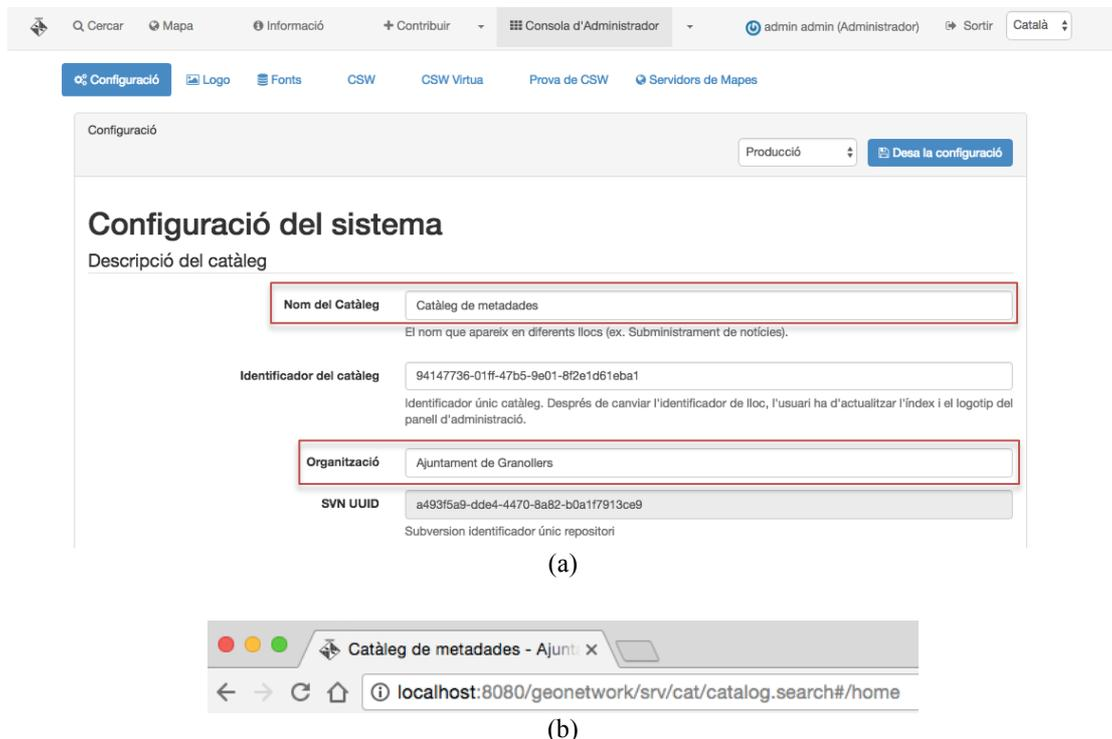 Cercar Mapa Informació Contribuir Consola d'Administrador admin admin (Administrador) Sortir Català
Configuració Logo Fonts CSW CSW Virtua Prova de CSW Servidors de Mapes
Configuració
Producció Desa la configuració
Configuració del sistema
Descripció del catàleg
Nom del Catàleg Catàleg de metadades
El nom que apareix en diferents llocs (ex. Subministrament de notícies).
Identificador del catàleg 94147736-01ff-47b5-9e01-8f2e1d61eba1
Identificador únic catàleg. Després de canviar l'identificador de lloc, l'usuari ha d'actualitzar l'índex i el logotip del
panell d'administració.
Organització Ajuntament de Granollers
SVN UUID a493f5a9-dde4-4470-8a82-b0a1f7913ce9
Subversion identificador únic repositori
(a)
Catàleg de metadades - Ajunt
localhost:8080/geonetwork/srv/cat/catalog.search#/home
(b)